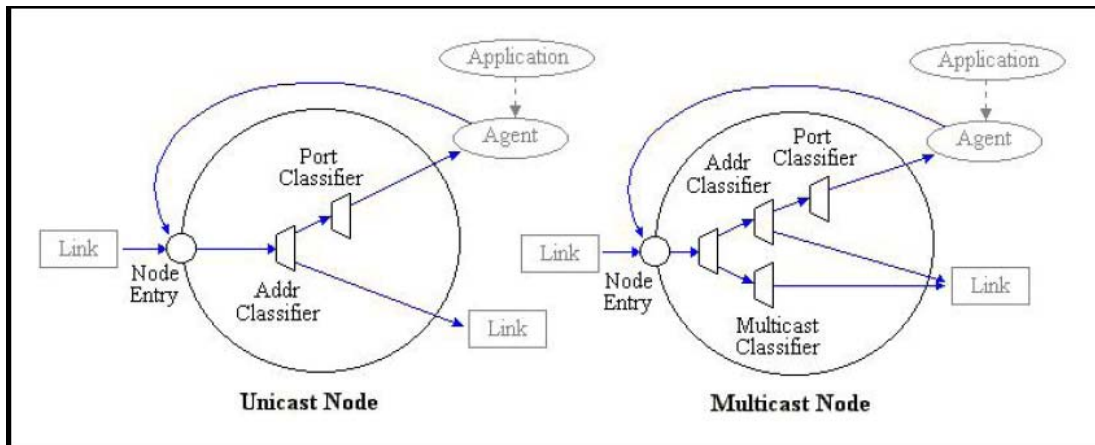 Application
Agent
Port
Classifier
Link
Node
Entry
Addr
Classifier
Link
Unicast Node
Application
Agent
Port
Classifier
Addr
Classifier
Link
Node
Entry
Link
Multicast
Classifier
Multicast Node